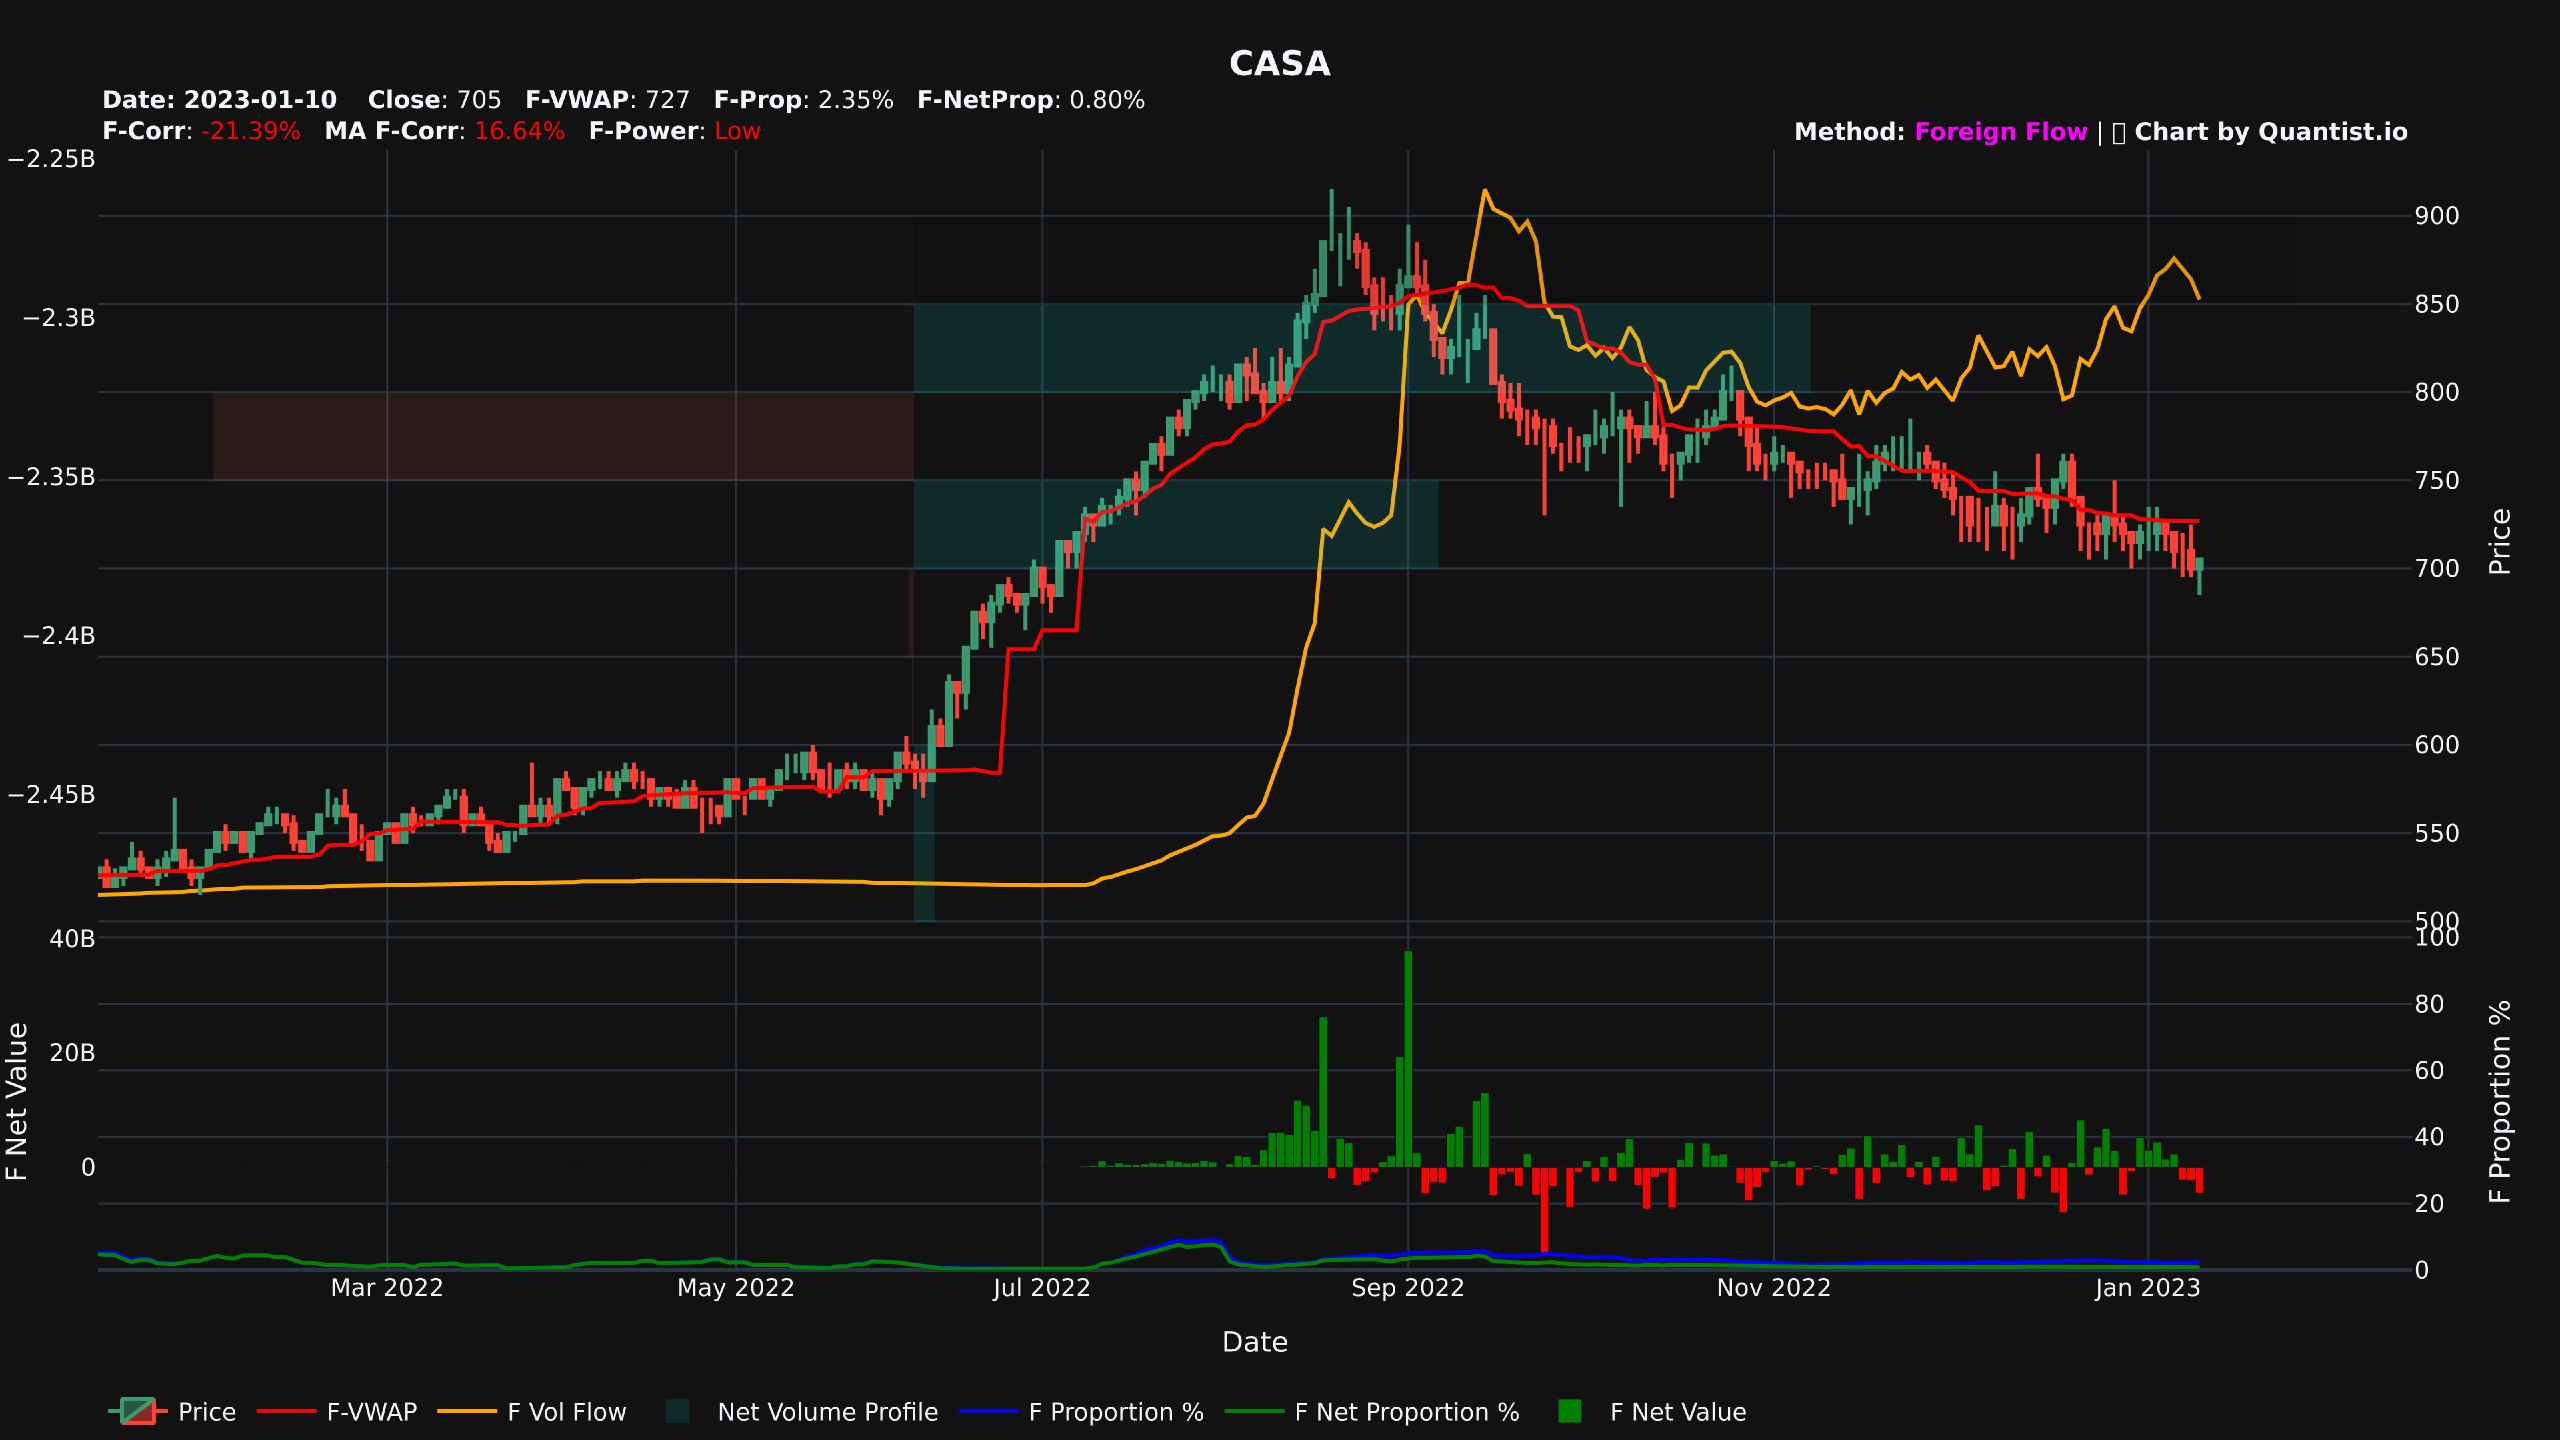 CASA
Date: 2023-01-10 Close: 705 F-VWAP: 727 F-Prop: 2.35% F-NetProp: 0.80%
F-Corr: -21.39% MA F-Corr: 16.64% F-Power: Low
Method: Foreign Flow | Chart by Quantist.io
−2.25B
−2.3B
−2.35B
−2.4B
−2.45B
900
850
800
750
700
650
600
550
500
Price
40B
20B
0
F Net Value
100
80
60
40
20
0
F Proportion %
Mar 2022
May 2022
Jul 2022
Sep 2022
Nov 2022
Jan 2023
Date
Price F-VWAP F Vol Flow Net Volume Profile F Proportion % F Net Proportion % F Net Value